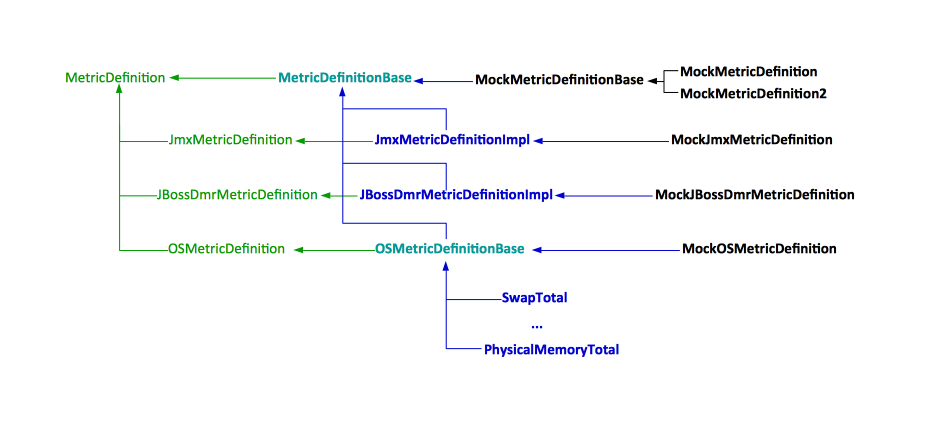 MetricDefinition
MetricDefinitionBase
MockMetricDefinitionBase
MockMetricDefinition
MockMetricDefinition2
JmxMetricDefinition
JmxMetricDefinitionImpl
MockJmxMetricDefinition
JBossDmrMetricDefinition
JBossDmrMetricDefinitionImpl
MockJBossDmrMetricDefinition
OSMetricDefinition
OSMetricDefinitionBase
MockOSMetricDefinition
SwapTotal
...
PhysicalMemoryTotal